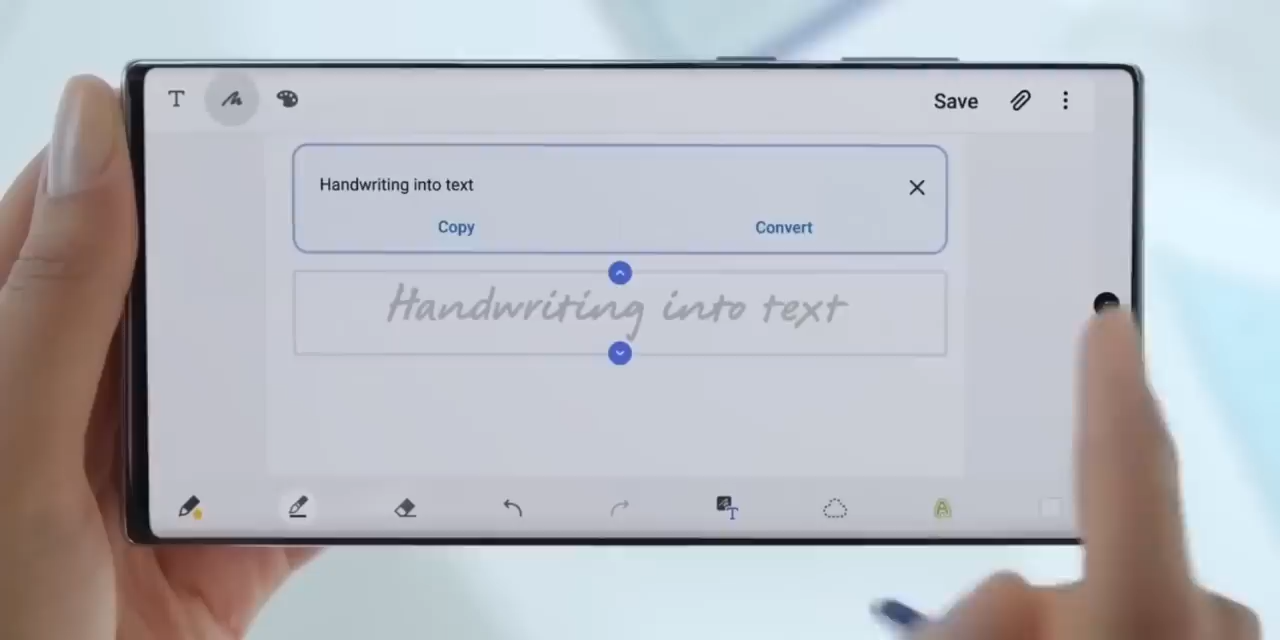 T
Save
Handwriting into text
Copy Convert
Handwriting into text
T
A